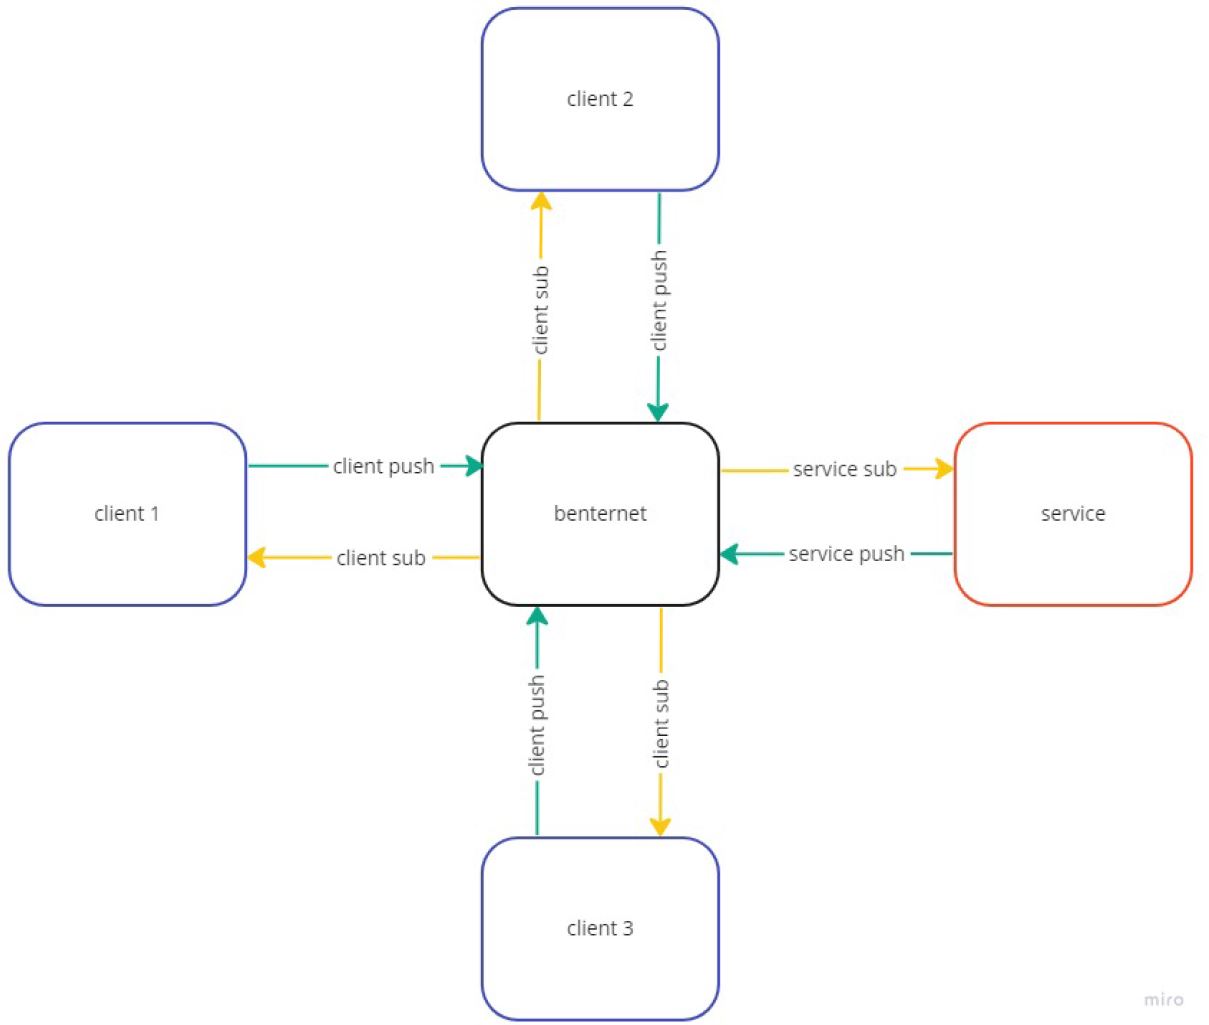 client 2
client sub
client push
client 1
client push
client sub
benternet
service sub
service push
service
client push
client sub
client 3
miro